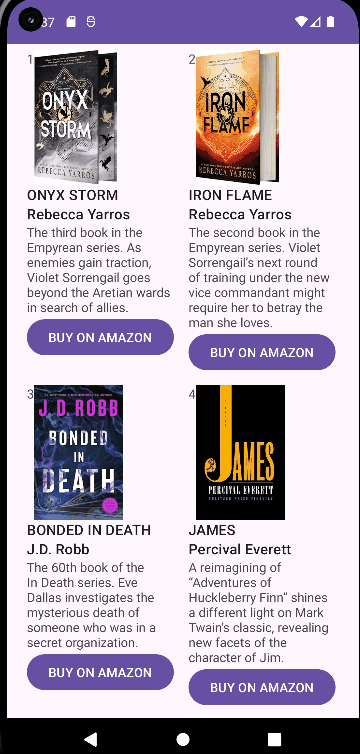 37
1
ONYX
STORM
REBECCA YARROS
ONYX STORM
Rebecca Yarros
The third book in the
Empyrean series. As
enemies gain traction,
Violet Sorrengail goes
beyond the Aretian wards
in search of allies.
BUY ON AMAZON
2
IRON
FLAME
REBECCA YARROS
IRON FLAME
Rebecca Yarros
The second book in the
Empyrean series. Violet
Sorrengail’s next round
of training under the new
vice commandant might
require her to betray the
man she loves.
BUY ON AMAZON
3
J. D. ROBB
BONDED
IN
DEATH
BONDED IN DEATH
J.D. Robb
The 60th book of the
In Death series. Eve
Dallas investigates the
mysterious death of
someone who was in a
secret organization.
BUY ON AMAZON
4
JAMES
PERCIVAL EVERETT
JAMES
Percival Everett
A reimagining of
“Adventures of
Huckleberry Finn” shines
a different light on Mark
Twain's classic, revealing
new facets of the
character of Jim.
BUY ON AMAZON